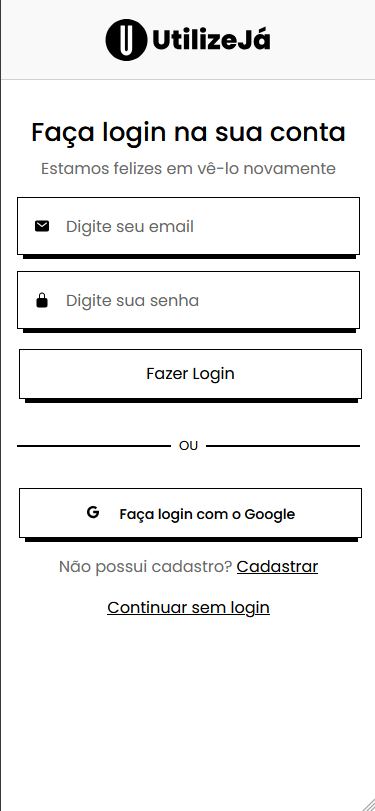 UtilizeJá
Faça login na sua conta
Estamos felizes em vê-lo novamente
Digite seu email
Digite sua senha
Fazer Login
OU
G Faça login com o Google
Não possui cadastro? Cadastrar
Continuar sem login